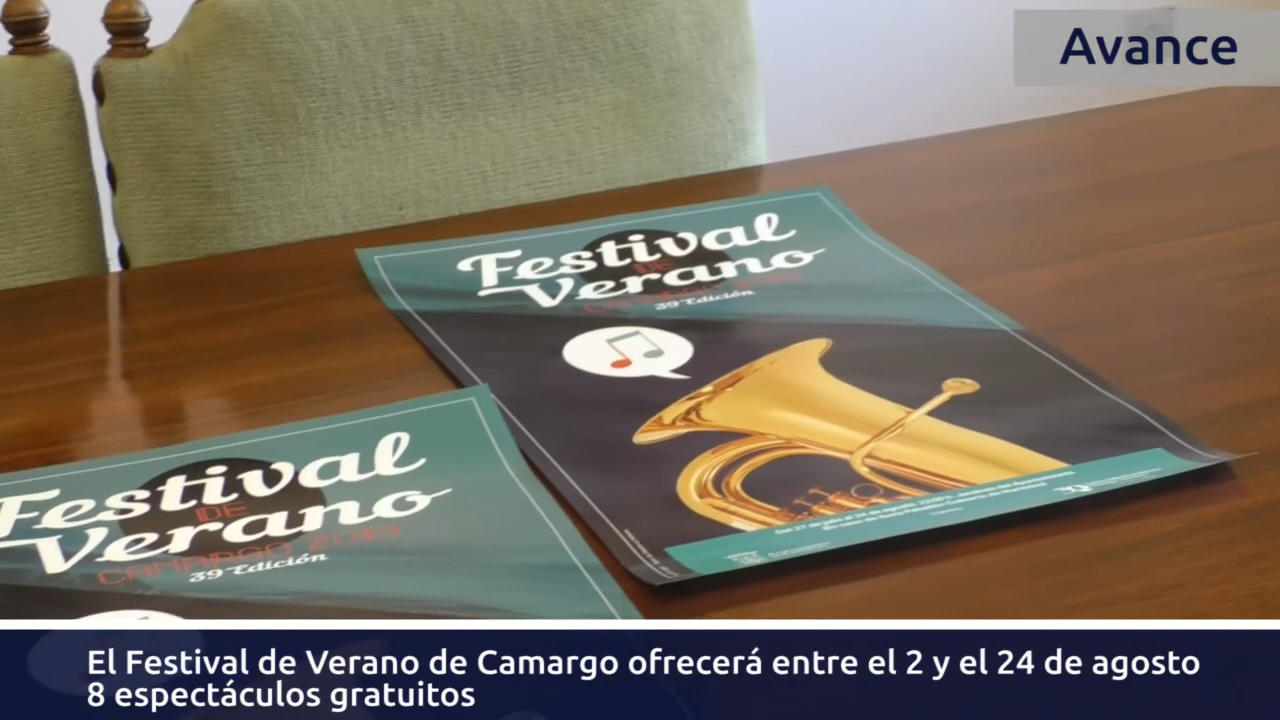 Avance
Festival
DE
Verano
39 Edición
Festival
DE
Verano
CAMARGO 2019
39 Edición
El Festival de Verano de Camargo ofrecerá entre el 2 y el 24 de agosto
8 espectáculos gratuitos